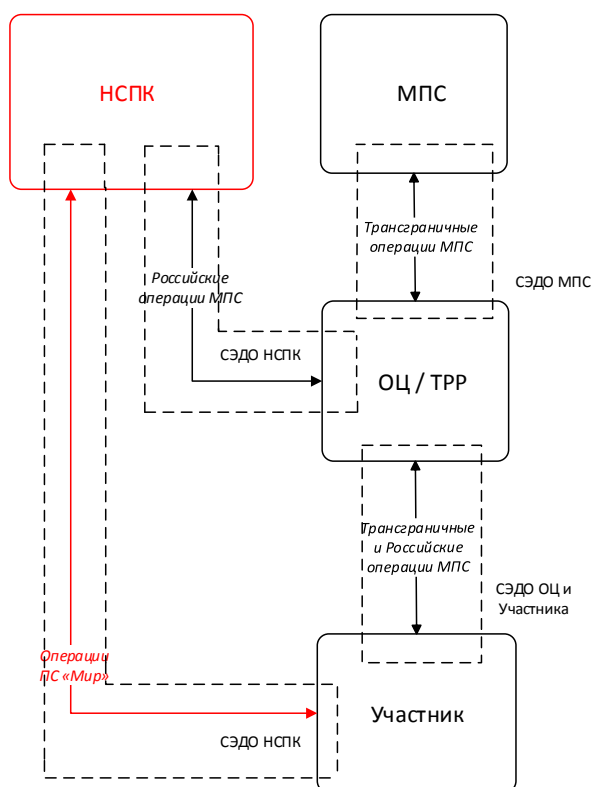 НСПК
МПС
Трансграничные
операции МПС
Российские
операции МПС
СЭДО МПС
СЭДО НСПК
ОЦ / ТРР
Трансграничные
и Российские
операции МПС
СЭДО ОЦ и
Участника
Операции
ПС «Мир»
Участник
СЭДО НСПК